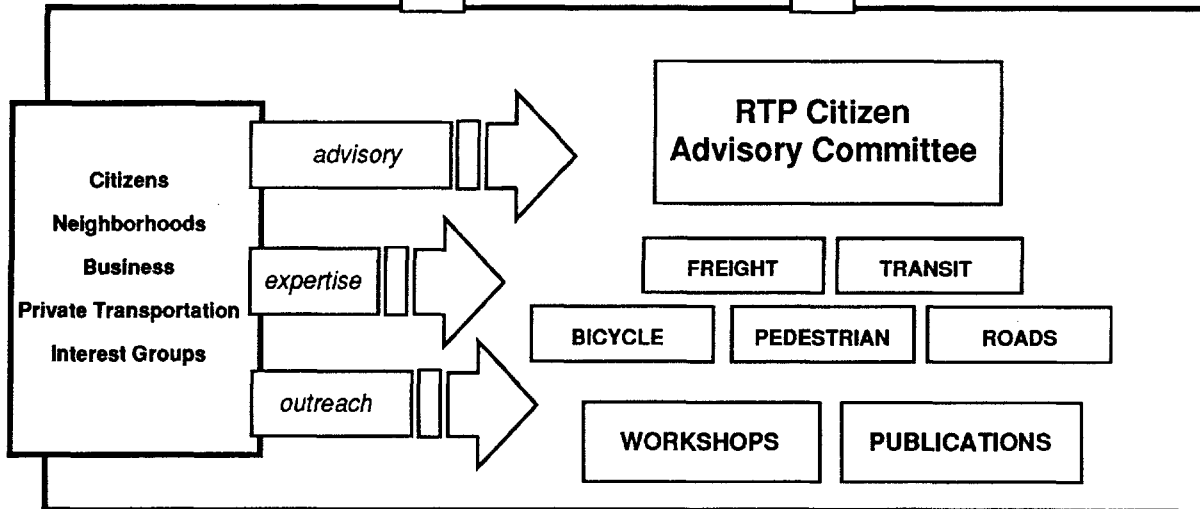 Citizens
Neighborhoods
Business
Private Transportation
Interest Groups
advisory
expertise
outreach
RTP Citizen
Advisory Committee
FREIGHT
TRANSIT
BICYCLE
PEDESTRIAN
ROADS
WORKSHOPS
PUBLICATIONS